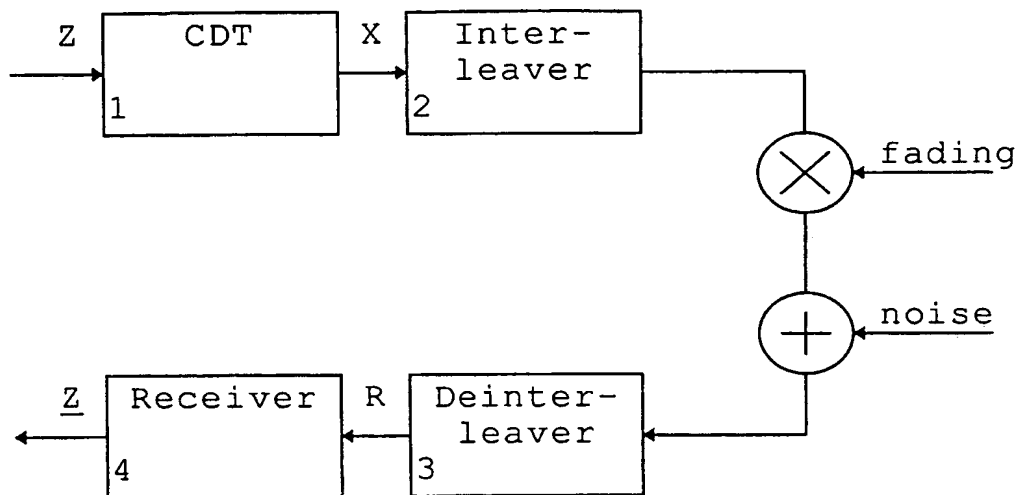 Z
CDT
1
X
Inter-
leaver
2
fading
noise
Z
Receiver
4
R
Deinter-
leaver
3